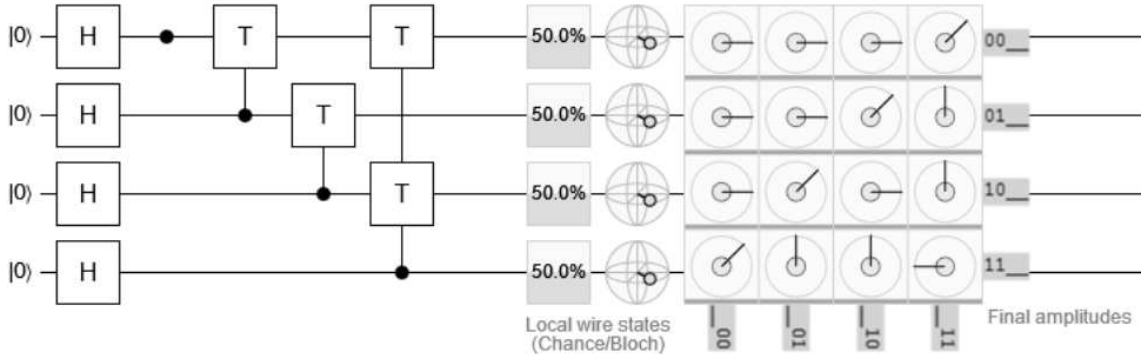 |0⟩ H T T 50.0% 00__
|0⟩ H T 50.0% 01__
|0⟩ H T 50.0% 10__
|0⟩ H 50.0% 11__
Local wire states
(Chance/Bloch)
__00 __01 __10 __11
Final amplitudes